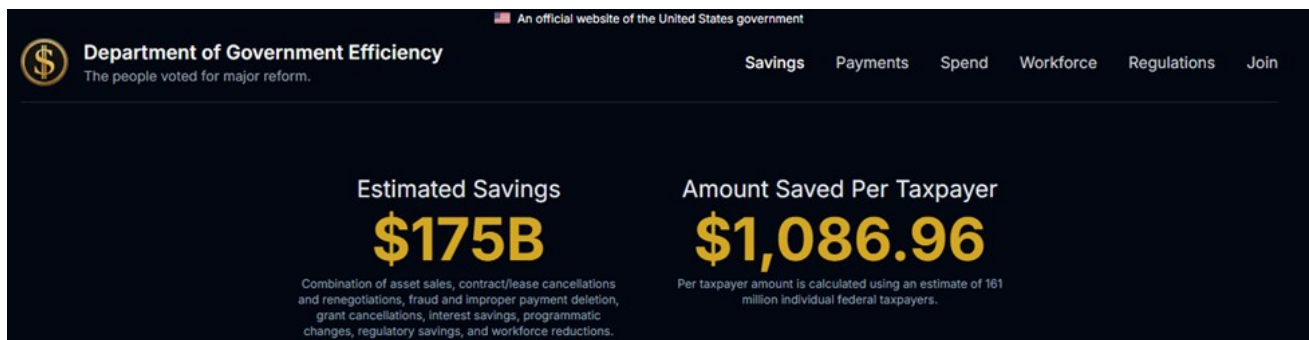 An official website of the United States government
Department of Government Efficiency
The people voted for major reform.
Savings Payments Spend Workforce Regulations Join
Estimated Savings
$175B
Combination of asset sales, contract/lease cancellations
and renegotiations, fraud and improper payment deletion,
grant cancellations, interest savings, programmatic
changes, regulatory savings, and workforce reductions.
Amount Saved Per Taxpayer
$1,086.96
Per taxpayer amount is calculated using an estimate of 161
million individual federal taxpayers.